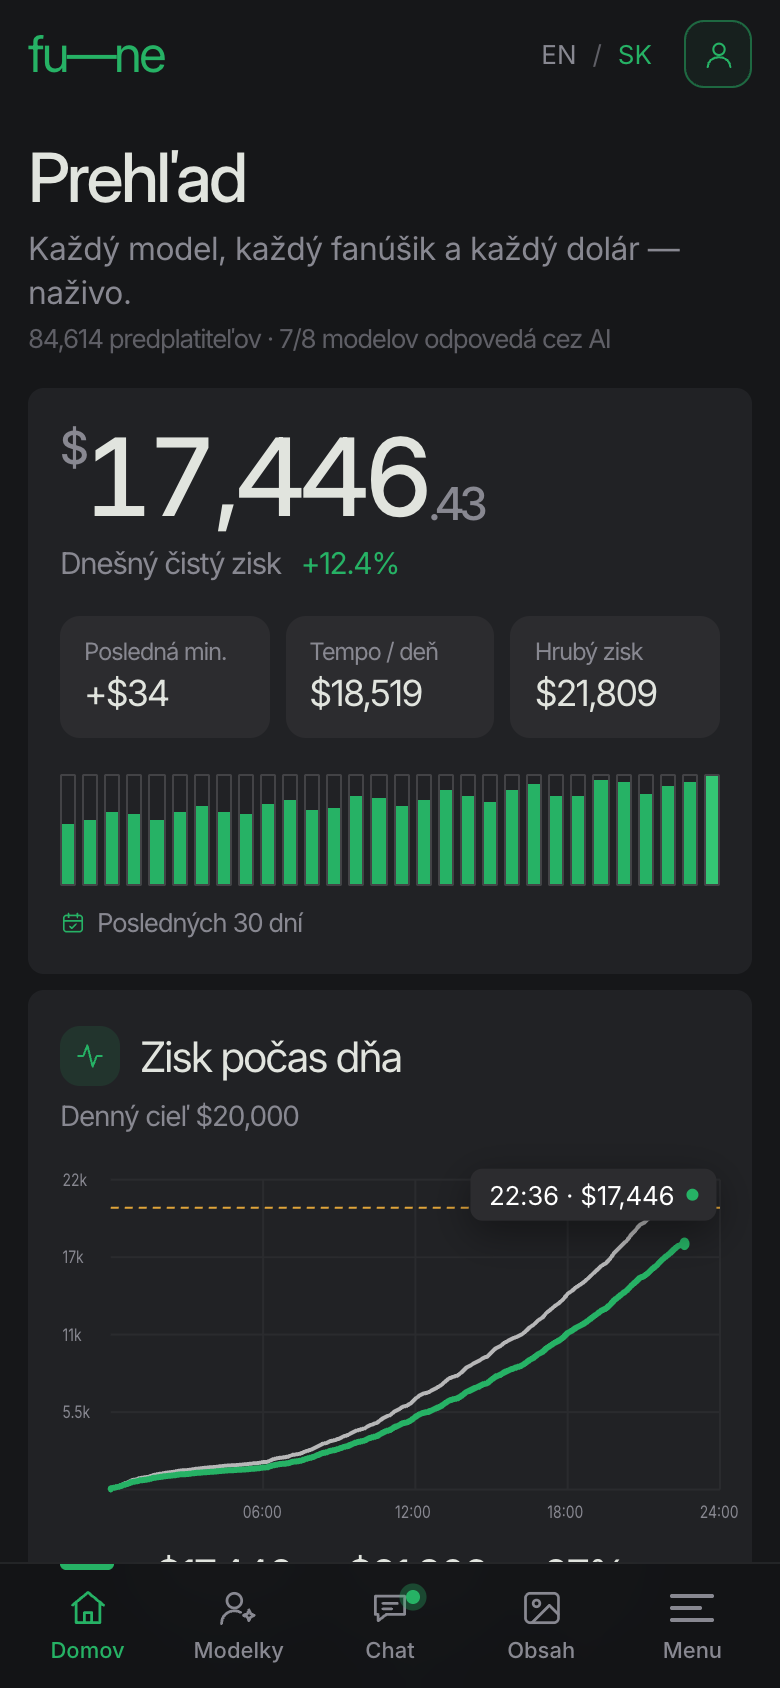 fu—ne
EN / SK
Prehľad
Každý model, každý fanúšik a každý dolár —
naživo.
84,614 predplatiteľov · 7/8 modelov odpovedá cez AI
$17,446.43
Dnešný čistý zisk +12.4%
Posledná min. Tempo / deň Hrubý zisk
+$34 $18,519 $21,809
Posledných 30 dní
Zisk počas dňa
Denný cieľ $20,000
22k
22:36 · $17,446
17k
11k
5.5k
06:00 12:00 18:00 24:00
Domov Modelky Chat Obsah Menu